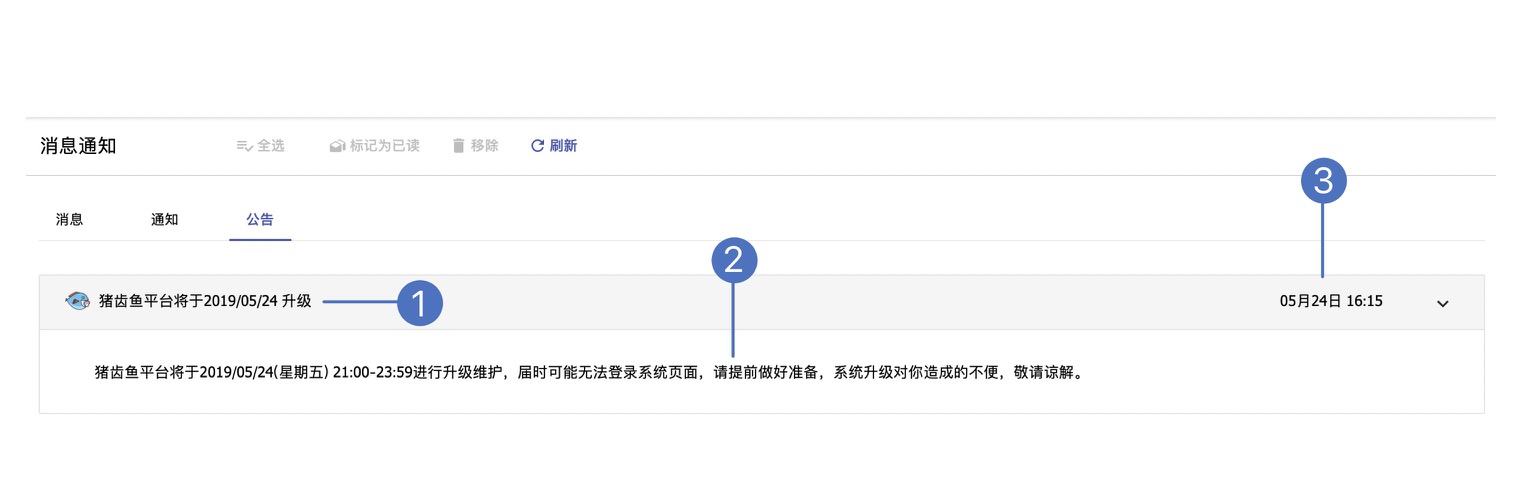 消息通知 全选 标记为已读 移除 刷新
3
消息 通知 公告
2
猪齿鱼平台将于2019/05/24 升级 1 05月24日 16:15
猪齿鱼平台将于2019/05/24(星期五) 21:00-23:59进行升级维护，届时可能无法登录系统页面，请提前做好准备，系统升级对你造成的不便，敬请谅解。